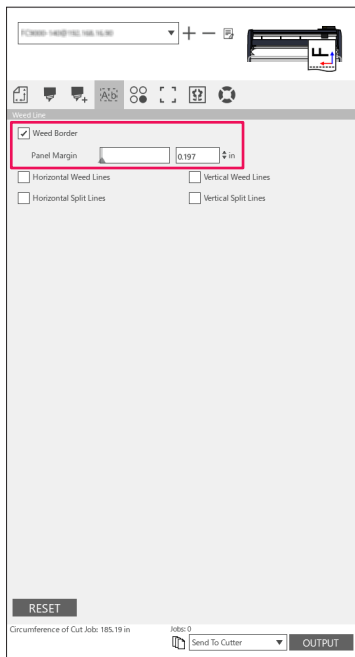 A·b
Weed Line
Weed Border
Panel Margin 0.197 in
Horizontal Weed Lines Vertical Weed Lines
Horizontal Split Lines Vertical Split Lines
RESET
Circumference of Cut Job: 185.19 in Jobs: 0
Send To Cutter OUTPUT